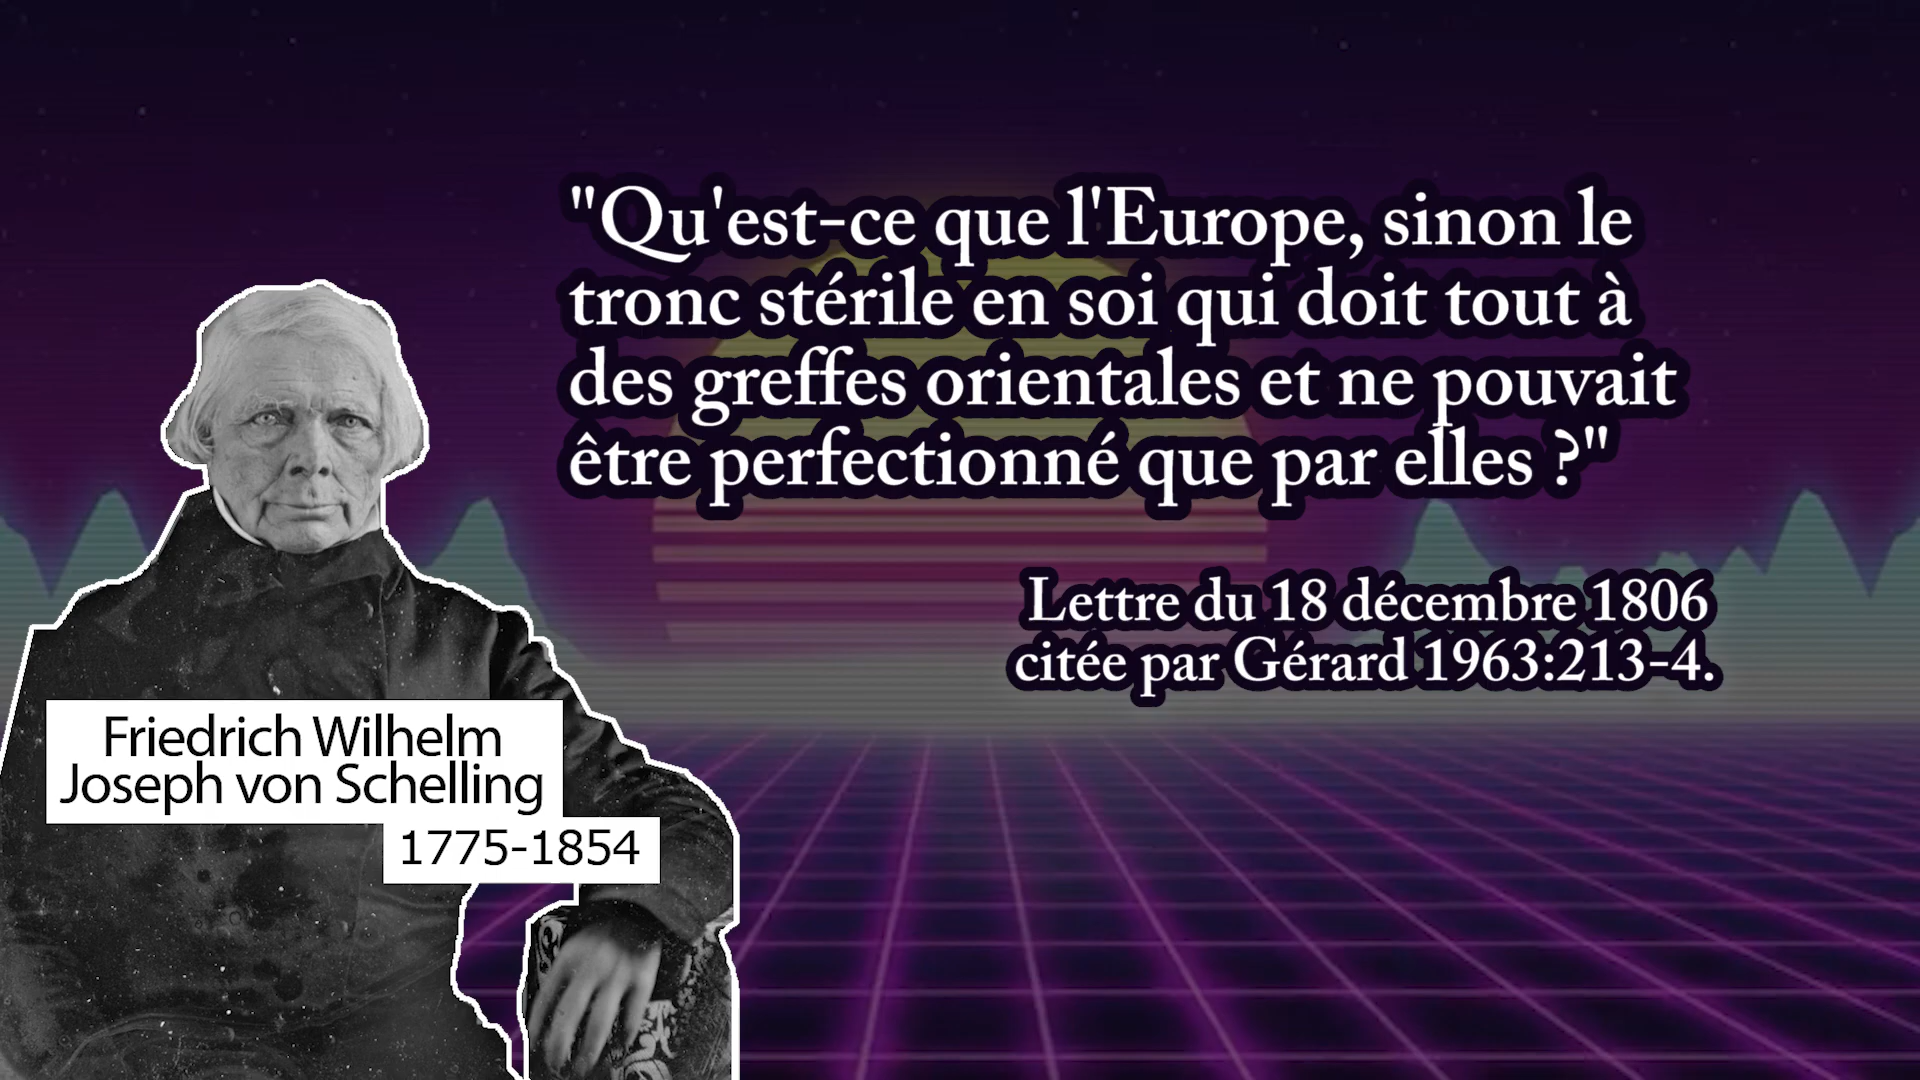 "Qu'est-ce que l'Europe, sinon le
tronc stérile en soi qui doit tout à
des greffes orientales et ne pouvait
être perfectionné que par elles ?"
Lettre du 18 décembre 1806
citée par Gérard 1963:213-4.
Friedrich Wilhelm
Joseph von Schelling
1775-1854